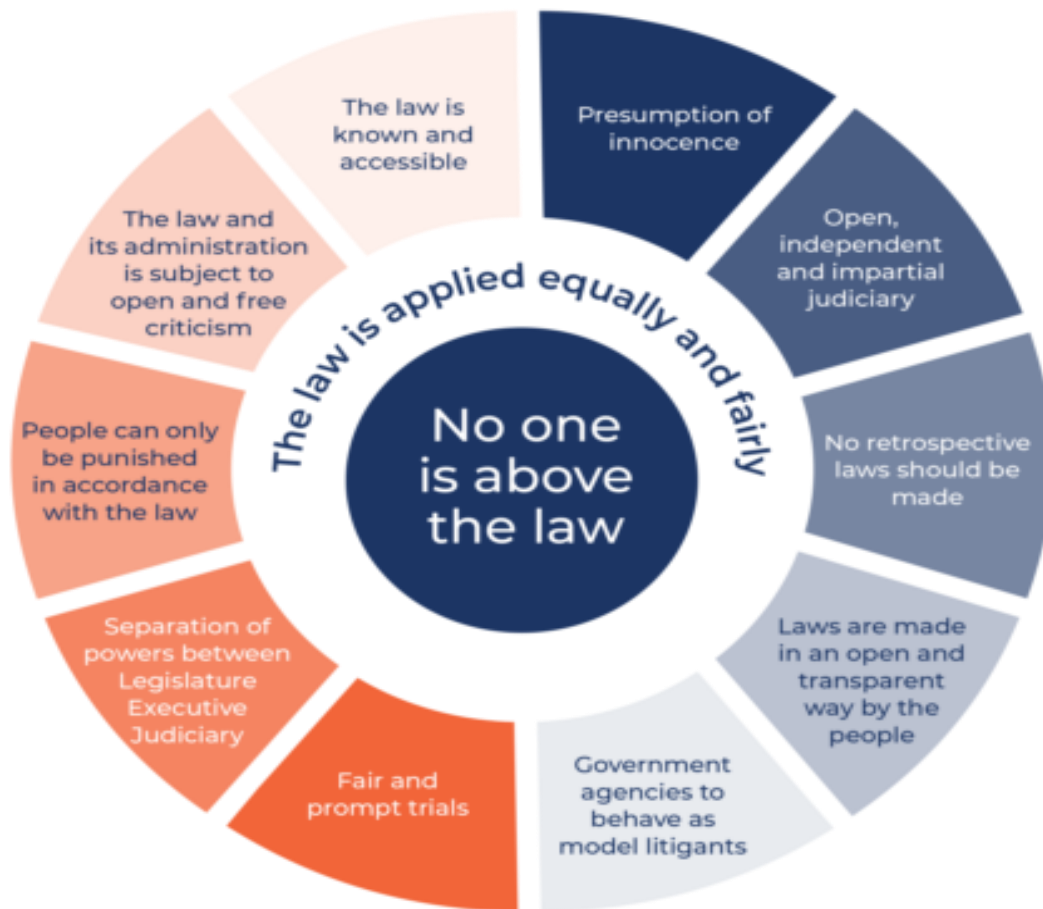 The law is
known and
accessible
Presumption of
innocence
Open,
independent
and impartial
judiciary
No retrospective
laws should be
made
Laws are made
in an open and
transparent
way by the
people
Government
agencies to
behave as
model litigants
Fair and
prompt trials
Separation of
powers between
Legislature
Executive
Judiciary
People can only
be punished
in accordance
with the law
The law and
its administration
is subject to
open and free
criticism
The law is applied equally and fairly
No one
is above
the law